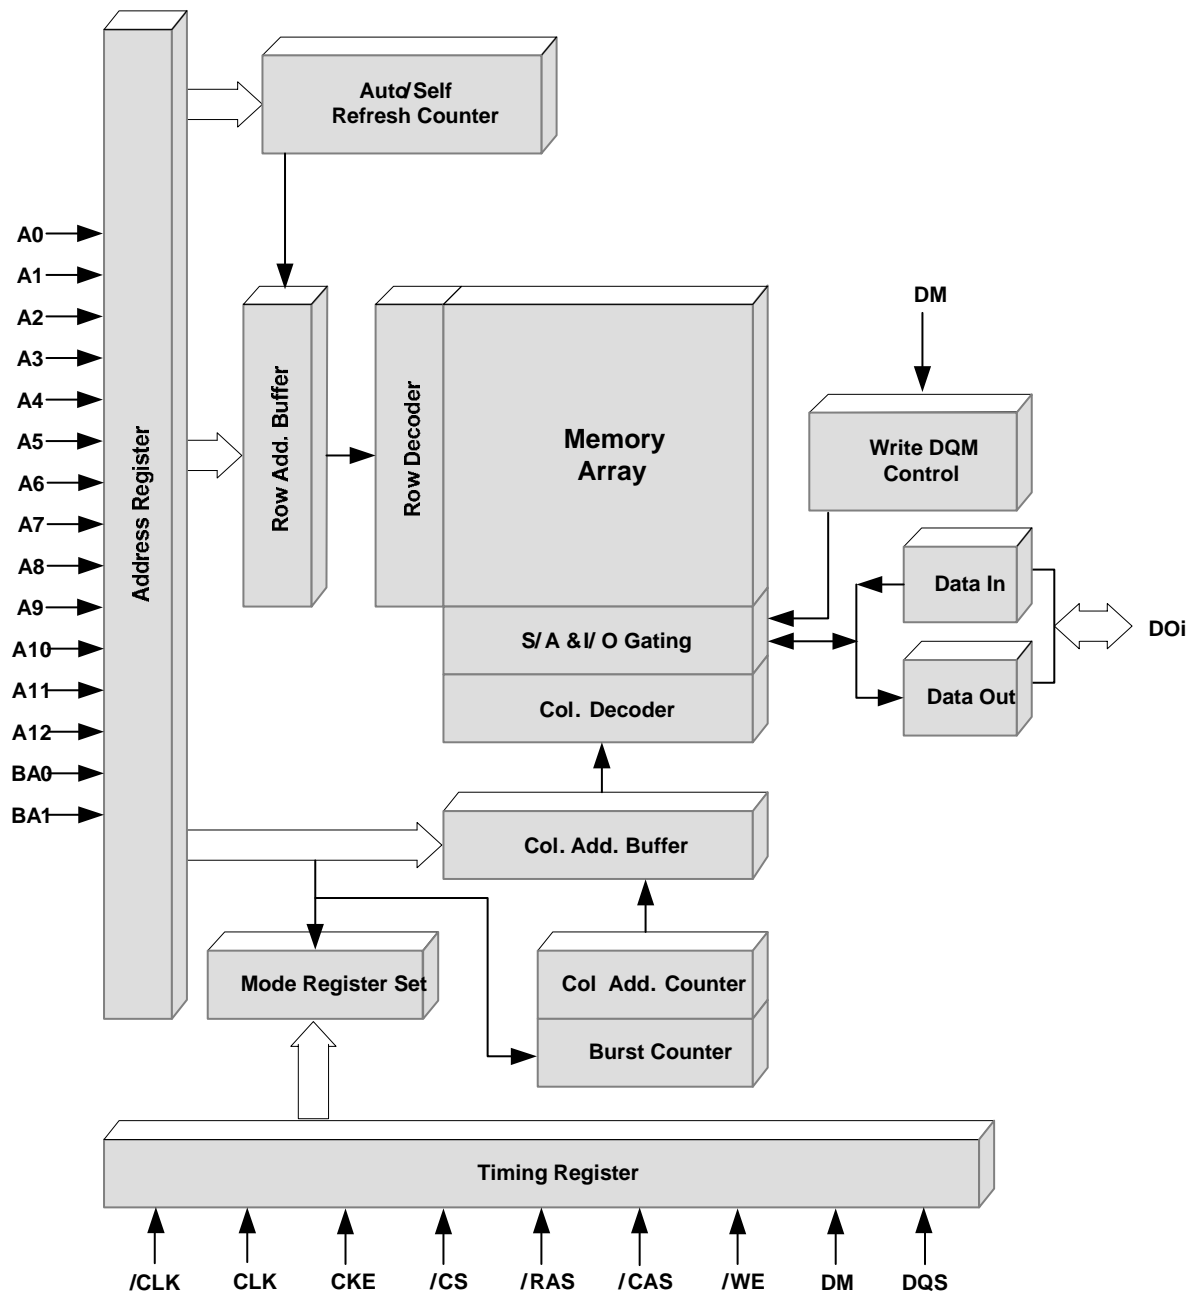 Auto/Self
Refresh Counter
A0
A1
A2
A3
A4
A5
A6
A7
A8
A9
A10
A11
A12
BA0
BA1
Address Register
Row Add. Buffer
Row Decoder
Memory
Array
S/ A & I/ O Gating
Col. Decoder
DM
Write DQM
Control
Data In
Data Out
DOi
Col. Add. Buffer
Mode Register Set
Col Add. Counter
Burst Counter
Timing Register
/CLK
CLK
CKE
/CS
/RAS
/CAS
/WE
DM
DQS